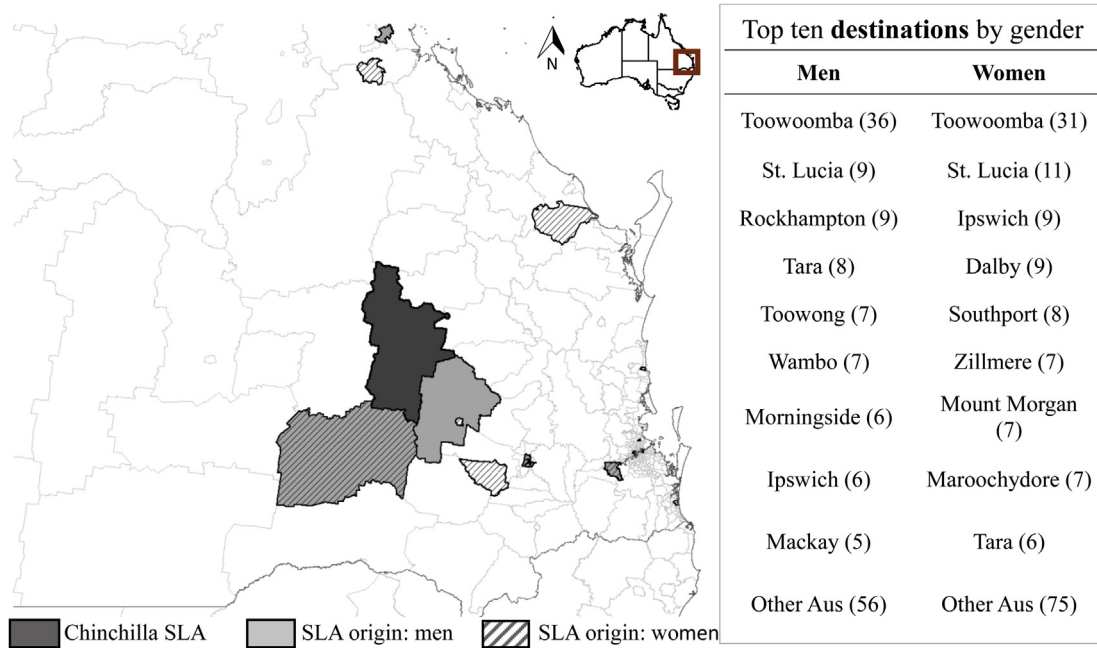 N
Top ten destinations by gender
Men Women
Toowoomba (36) Toowoomba (31)
St. Lucia (9) St. Lucia (11)
Rockhampton (9) Ipswich (9)
Tara (8) Dalby (9)
Toowong (7) Southport (8)
Wambo (7) Zillmere (7)
Morningside (6) Mount Morgan
(7)
Ipswich (6) Maroochydore (7)
Mackay (5) Tara (6)
Other Aus (56) Other Aus (75)
Chinchilla SLA SLA origin: men SLA origin: women